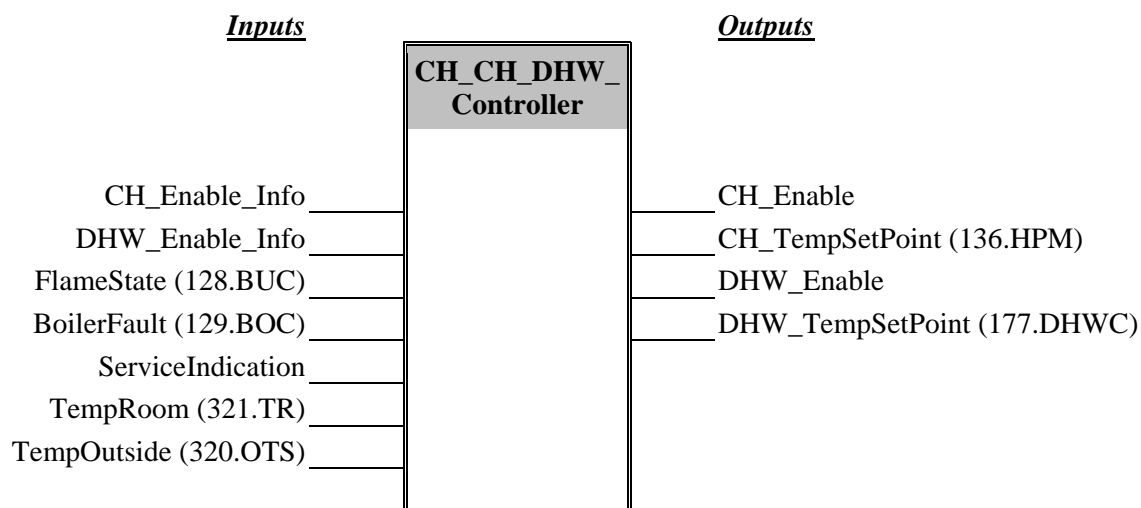 Inputs
Outputs
CH_CH_DHW_
Controller
CH_Enable_Info
CH_Enable
DHW_Enable_Info
CH_TempSetPoint (136.HPM)
FlameState (128.BUC)
DHW_Enable
BoilerFault (129.BOC)
DHW_TempSetPoint (177.DHWC)
ServiceIndication
TempRoom (321.TR)
TempOutside (320.OTS)